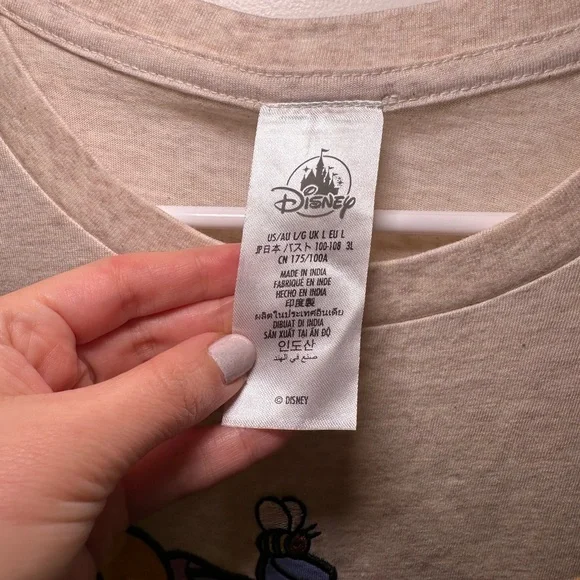 Disney
US/AU L/G UK L EU L
日本 バスト 100-108 3L
CN 175/100A
MADE IN INDIA
FABRIQUÉ EN INDE
HECHO EN INDIA
印度製
ผลิตในประเทศอินเดีย
DIBUAT DI INDIA
SẢN XUẤT TẠI ẤN ĐỘ
인도산
صنع في الهند
© DISNEY